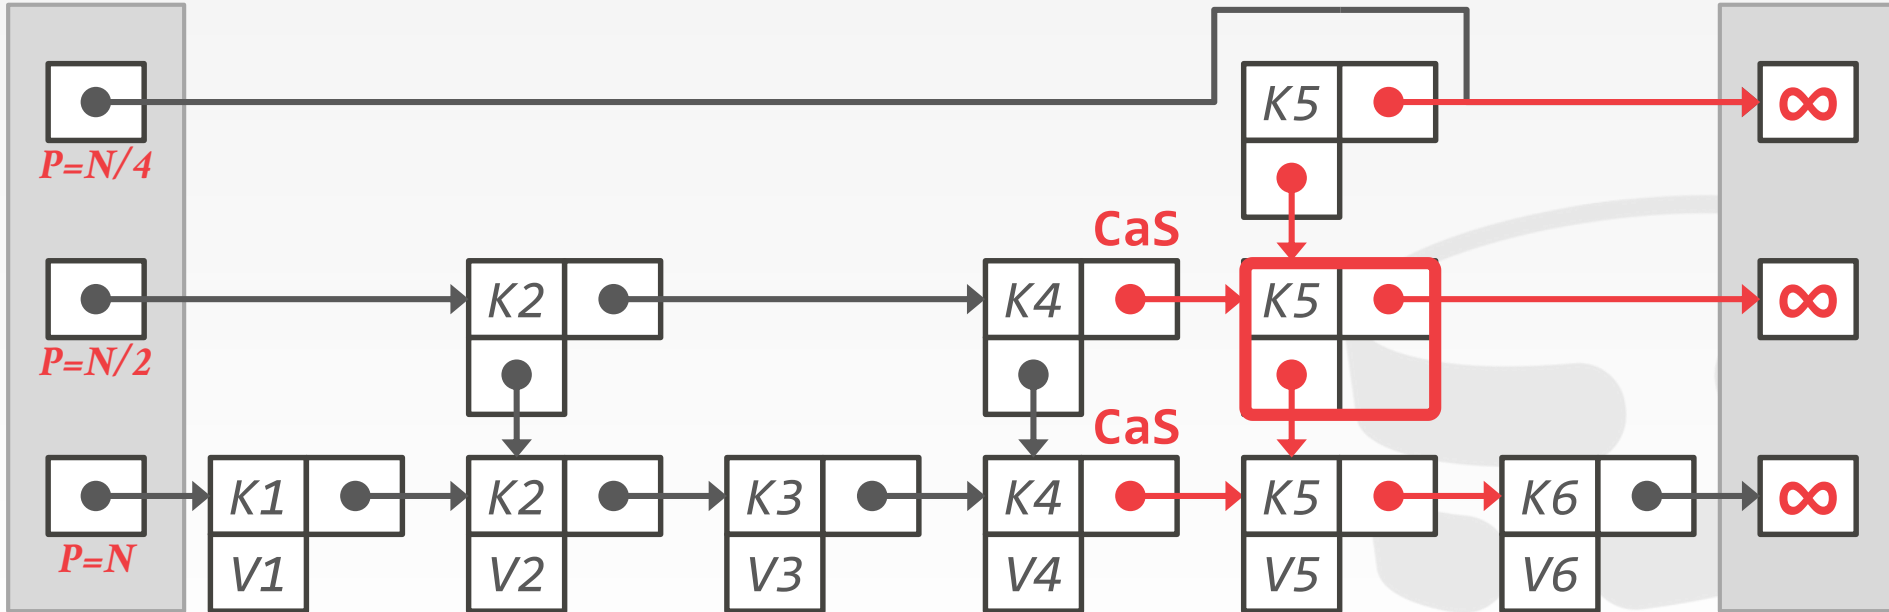 K5 ∞
P=N/4
CaS
K2 K4 K5 ∞
P=N/2
CaS
K1 K2 K3 K4 K5 K6 ∞
P=N
V1 V2 V3 V4 V5 V6